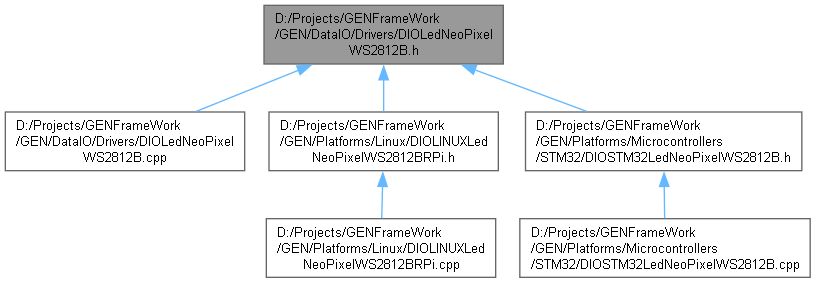 D:/Projects/GENFrameWork
/GEN/DataIO/Drivers/DIOLedNeoPixel
WS2812B.h
D:/Projects/GENFrameWork
/GEN/DataIO/Drivers/DIOLedNeoPixel
WS2812B.cpp
D:/Projects/GENFrameWork
/GEN/Platforms/Linux/DIOLINUXLed
NeoPixelWS2812BRPi.h
D:/Projects/GENFrameWork
/GEN/Platforms/Microcontrollers
/STM32/DIOSTM32LedNeoPixelWS2812B.h
D:/Projects/GENFrameWork
/GEN/Platforms/Linux/DIOLINUXLed
NeoPixelWS2812BRPi.cpp
D:/Projects/GENFrameWork
/GEN/Platforms/Microcontrollers
/STM32/DIOSTM32LedNeoPixelWS2812B.cpp